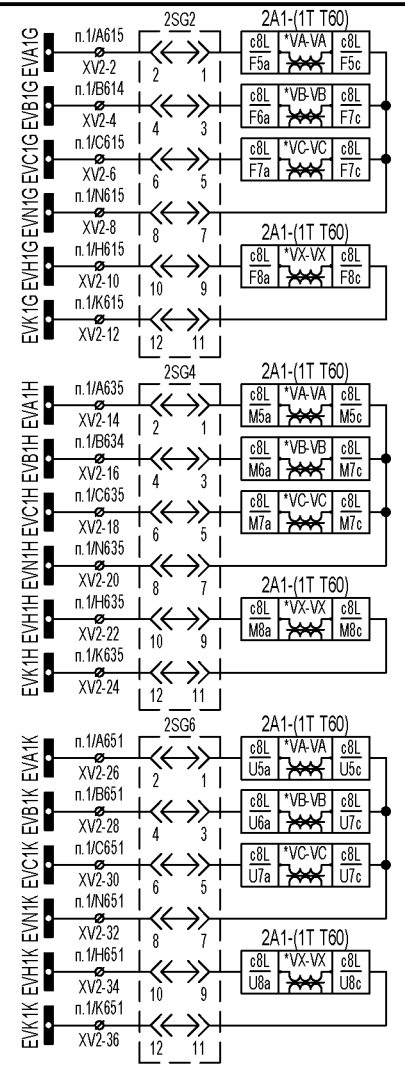 2SG2
2A1-(1T T60)
EVA1G
п.1/A615
XV2-2
2
1
c8L
F5a
*VA-VA
c8L
F5c
EVB1G
п.1/B614
XV2-4
4
3
c8L
F6a
*VB-VB
c8L
F7c
EVC1G
п.1/C615
XV2-6
6
5
c8L
F7a
*VC-VC
c8L
F7c
EVN1G
п.1/N615
XV2-8
8
7
2A1-(1T T60)
EVH1G
п.1/H615
XV2-10
10
9
c8L
F8a
*VX-VX
c8L
F8c
EVK1G
п.1/K615
XV2-12
12
11
2SG4
2A1-(1T T60)
EVA1H
п.1/A635
XV2-14
2
1
c8L
M5a
*VA-VA
c8L
M5c
EVB1H
п.1/B634
XV2-16
4
3
c8L
M6a
*VB-VB
c8L
M7c
EVC1H
п.1/C635
XV2-18
6
5
c8L
M7a
*VC-VC
c8L
M7c
EVN1H
п.1/N635
XV2-20
8
7
2A1-(1T T60)
EVH1H
п.1/H635
XV2-22
10
9
c8L
M8a
*VX-VX
c8L
M8c
EVK1H
п.1/K635
XV2-24
12
11
2SG6
2A1-(1T T60)
EVA1K
п.1/A651
XV2-26
2
1
c8L
U5a
*VA-VA
c8L
U5c
EVB1K
п.1/B651
XV2-28
4
3
c8L
U6a
*VB-VB
c8L
U7c
EVC1K
п.1/C651
XV2-30
6
5
c8L
U7a
*VC-VC
c8L
U7c
EVN1K
п.1/N651
XV2-32
8
7
2A1-(1T T60)
EVH1K
п.1/H651
XV2-34
10
9
c8L
U8a
*VX-VX
c8L
U8c
EVK1K
п.1/K651
XV2-36
12
11